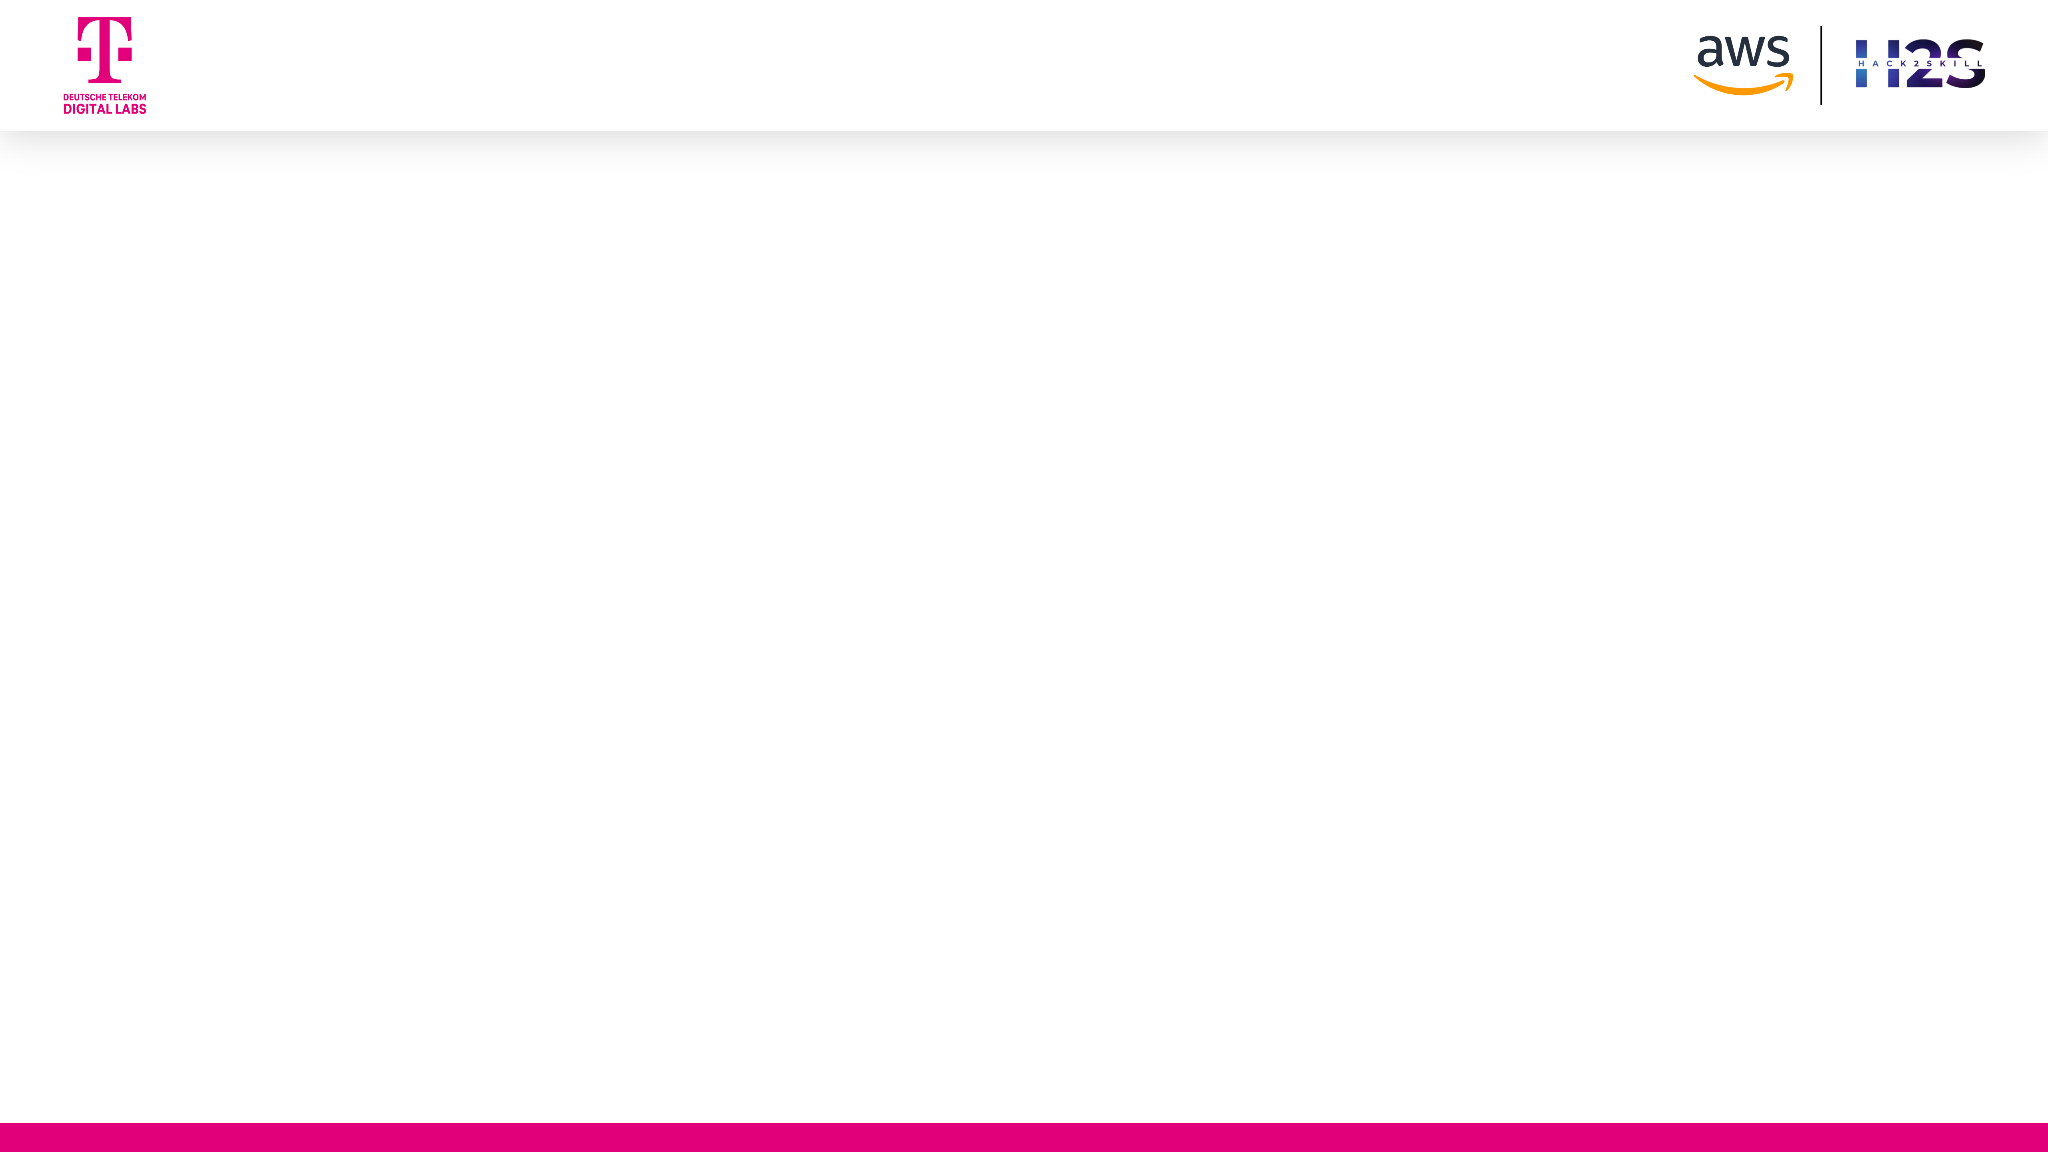 T
DEUTSCHE TELEKOM
DIGITAL LABS
aws
H2S
HACK2SKILL